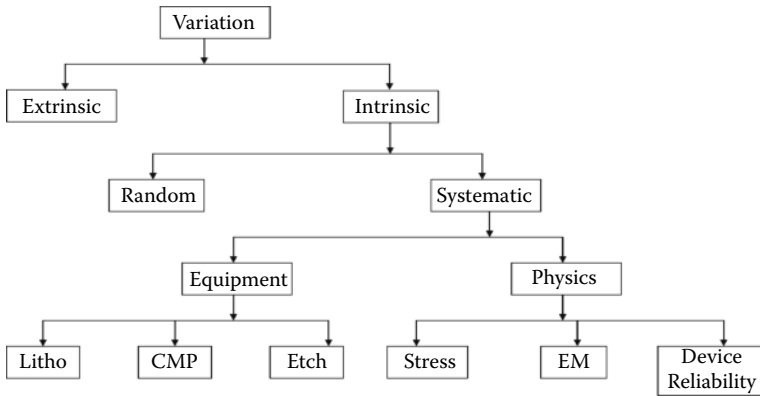 Variation
Extrinsic
Intrinsic
Random
Systematic
Equipment
Physics
Litho
CMP
Etch
Stress
EM
Device
Reliability